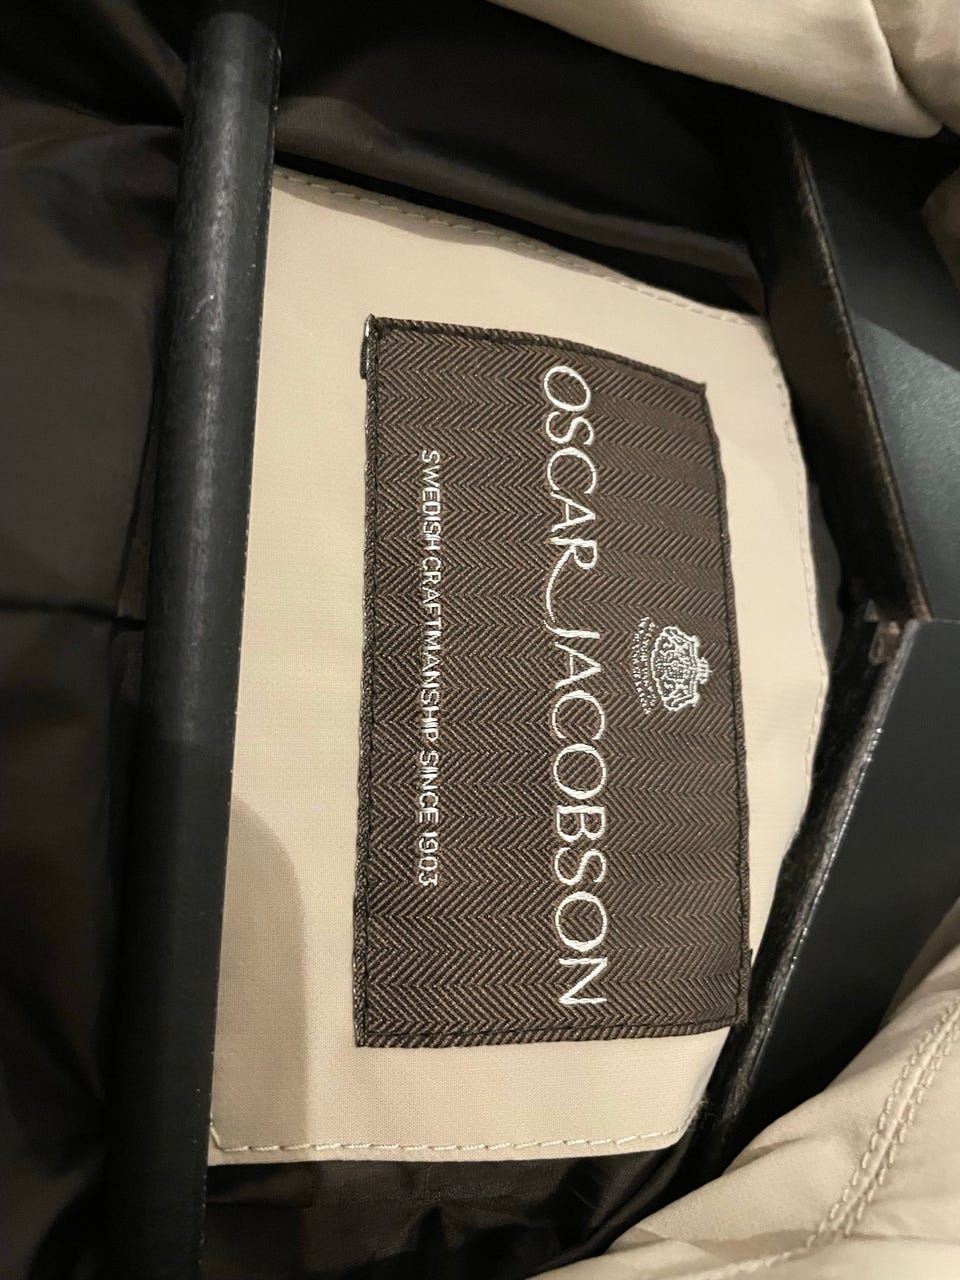 OSCAR JACOBSON
SWEDISH CRAFTMANSHIP SINCE 1903